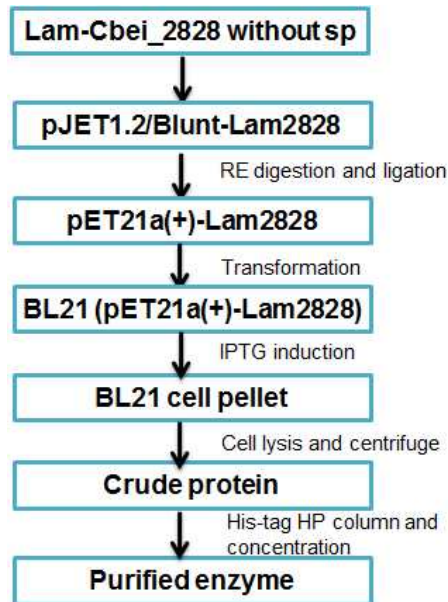 Lam-Cbei_2828 without sp
pJET1.2/Blunt-Lam2828
RE digestion and ligation
pET21a(+)-Lam2828
Transformation
BL21 (pET21a(+)-Lam2828)
IPTG induction
BL21 cell pellet
Cell lysis and centrifuge
Crude protein
His-tag HP column and
concentration
Purified enzyme